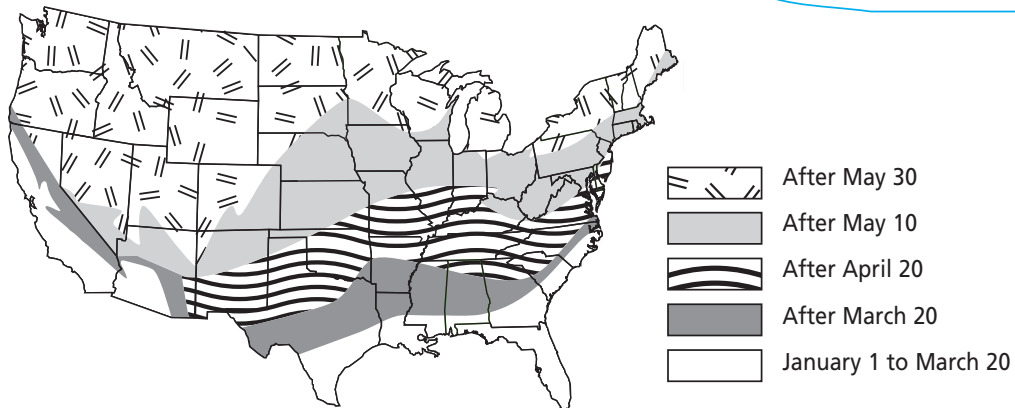 After May 30
After May 10
After April 20
After March 20
January 1 to March 20